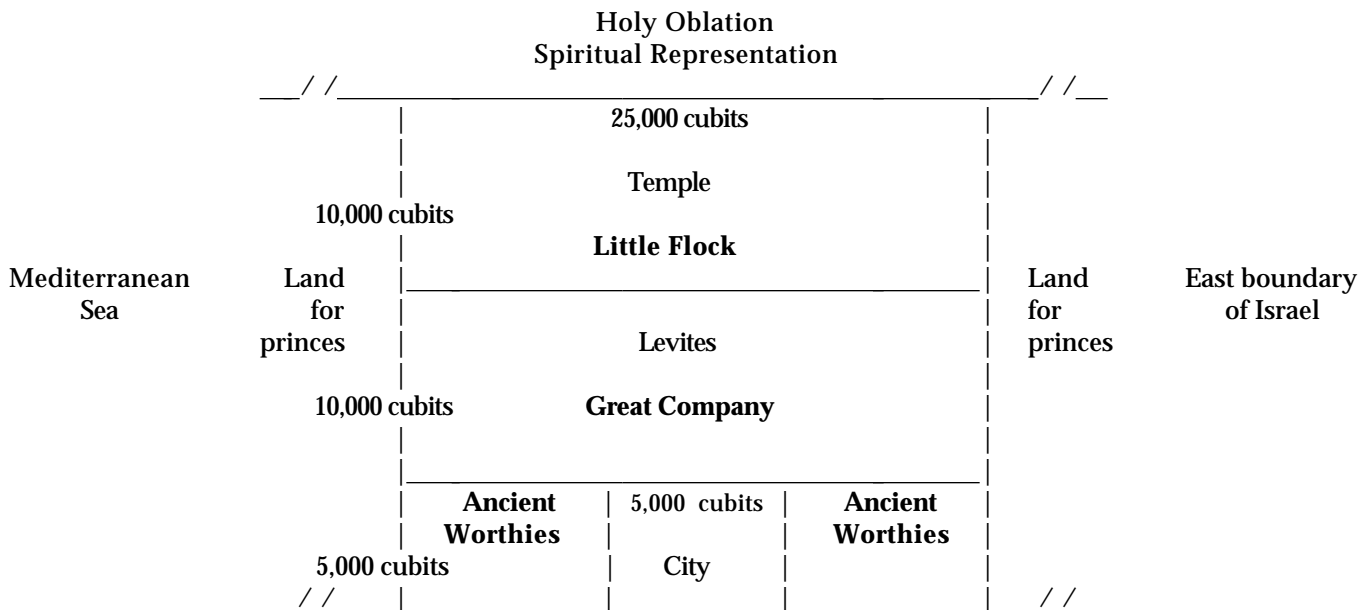 Holy Oblation
Spiritual Representation
25,000 cubits
Temple
10,000 cubits
Little Flock
Mediterranean Land Land East boundary
Sea for for of Israel
princes Levites princes
10,000 cubits Great Company
Ancient 5,000 cubits Ancient
Worthies Worthies
5,000 cubits City